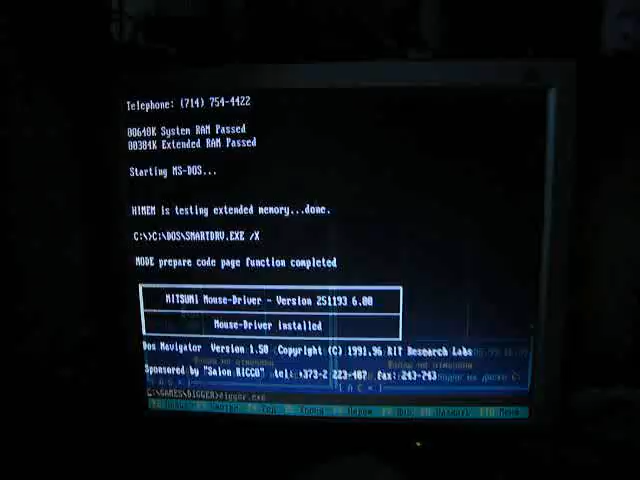 Telephone: (714) 754-4422
00640K System RAM Passed
00384K Extended RAM Passed
Starting MS-DOS...
HIMEM is testing extended memory...done.
C:\>C:\DOS\SMARTDRV.EXE /X
MODE prepare code page function completed
MITSUMI Mouse-Driver - Version 251193 6.00
Mouse-Driver installed
Dos Navigator Version 1.50 Copyright (C) 1991,96 RIT Research Labs
Sponsored by "Salon RICCO" tel: +373-2 223-487 Fax: 243-743
C:\GAMES\DIGGER>digger.exe